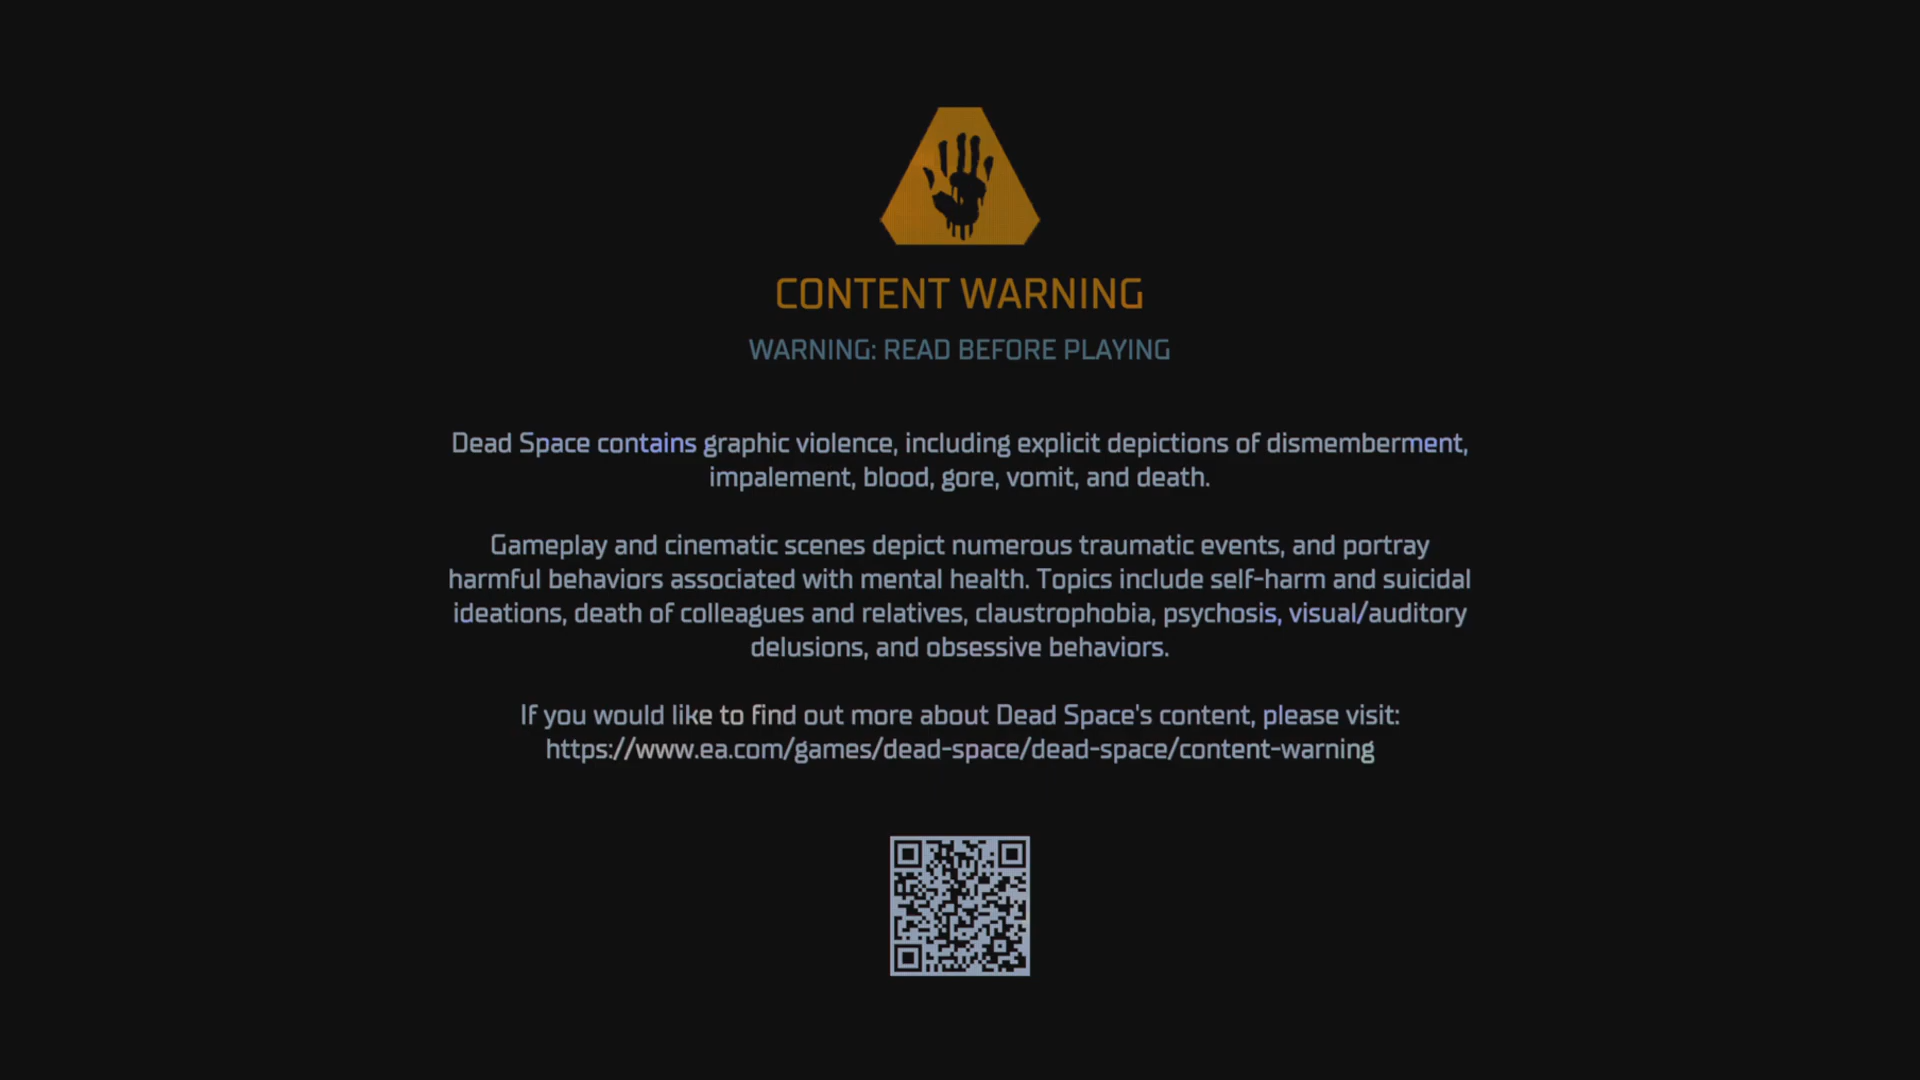 CONTENT WARNING
WARNING: READ BEFORE PLAYING
Dead Space contains graphic violence, including explicit depictions of dismemberment,
impalement, blood, gore, vomit, and death.
Gameplay and cinematic scenes depict numerous traumatic events, and portray
harmful behaviors associated with mental health. Topics include self-harm and suicidal
ideations, death of colleagues and relatives, claustrophobia, psychosis, visual/auditory
delusions, and obsessive behaviors.
If you would like to find out more about Dead Space's content, please visit:
https://www.ea.com/games/dead-space/dead-space/content-warning